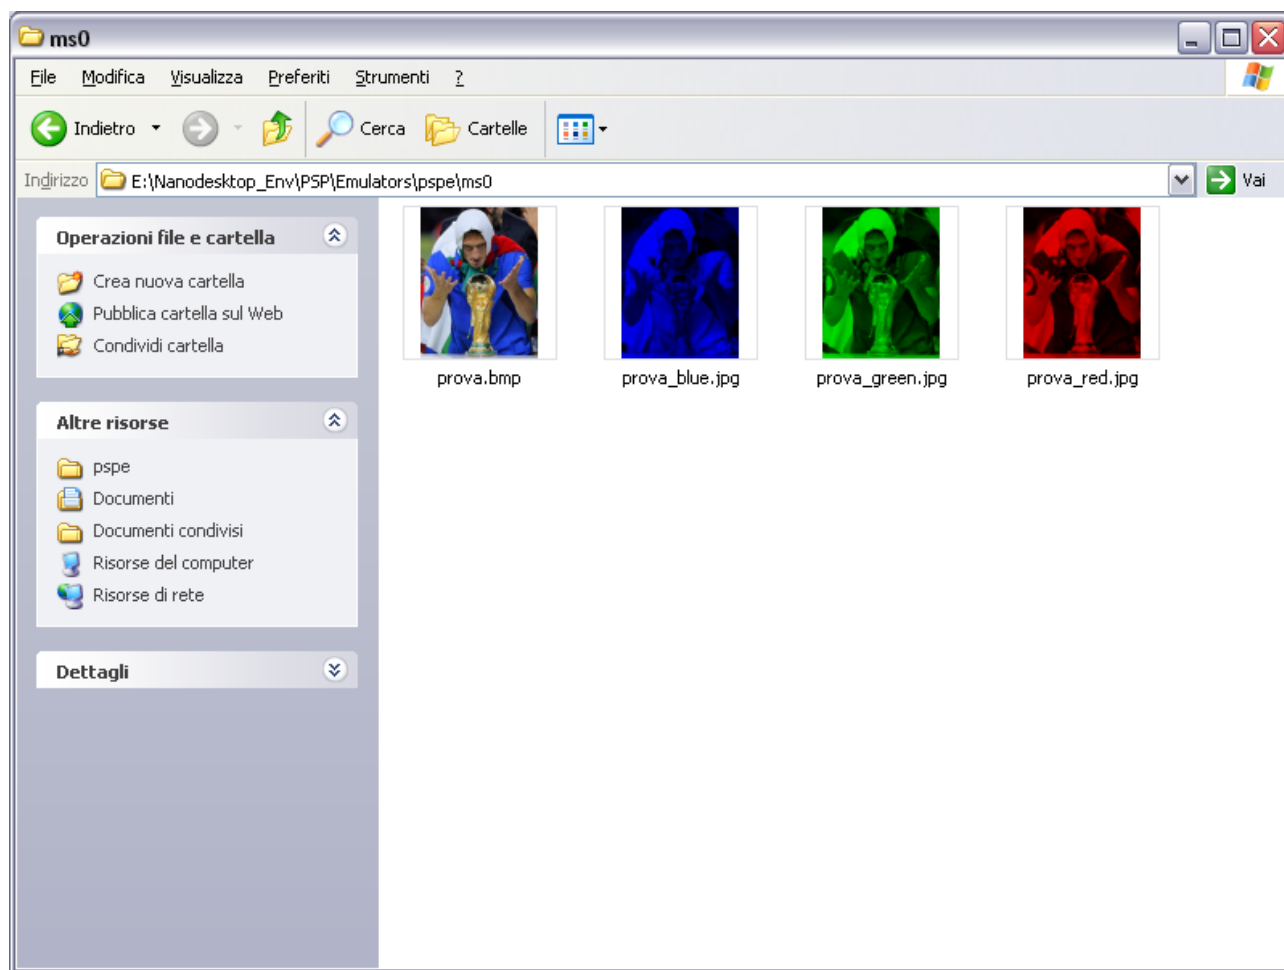 ms0
File Modifica Visualizza Preferiti Strumenti ?
Indietro Cerca Cartelle
Indirizzo E:\Nanodesktop_Env\PSP\Emulators\pspe\ms0 Vai
Operazioni file e cartella
Crea nuova cartella
Pubblica cartella sul Web
Condividi cartella
Altre risorse
pspe
Documenti
Documenti condivisi
Risorse del computer
Risorse di rete
Dettagli
prova.bmp prova_blue.jpg prova_green.jpg prova_red.jpg